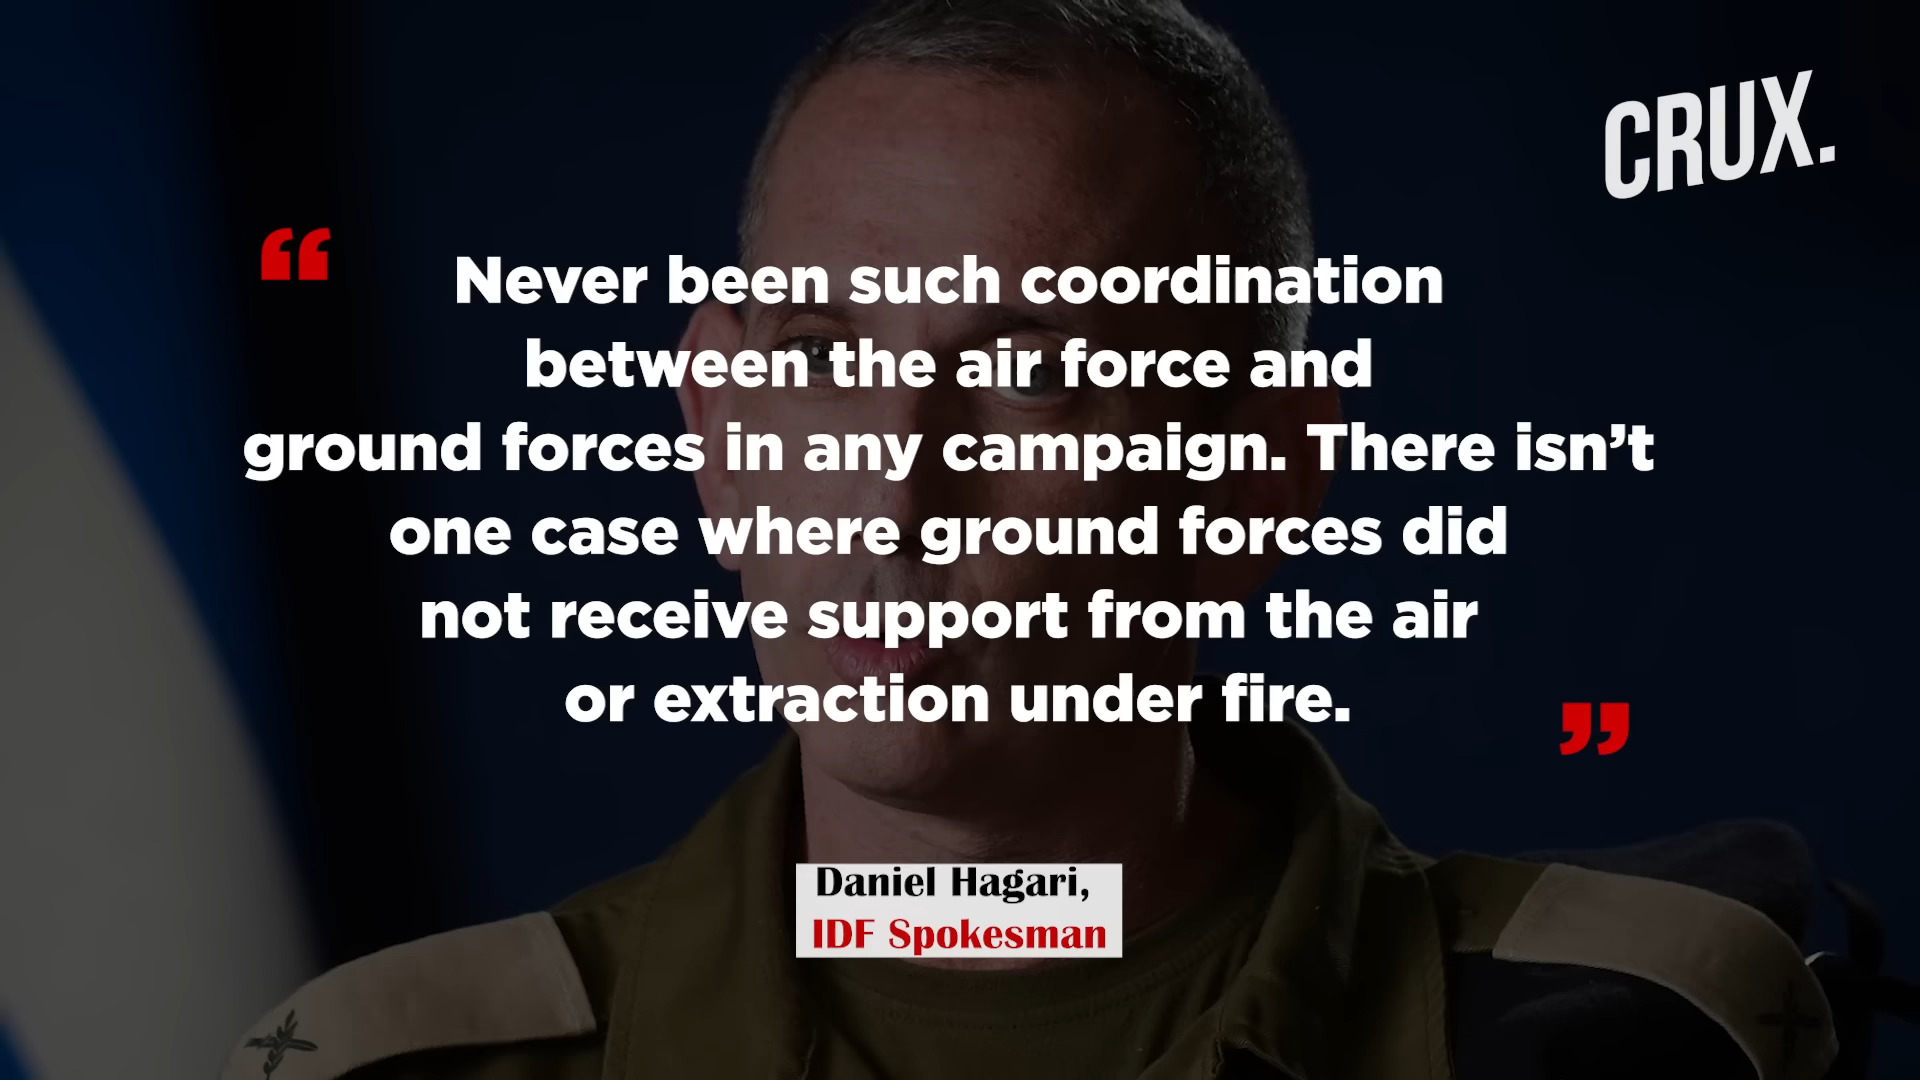 CRUX.
“ Never been such coordination
between the air force and
ground forces in any campaign. There isn’t
one case where ground forces did
not receive support from the air
or extraction under fire. ”
Daniel Hagari,
IDF Spokesman